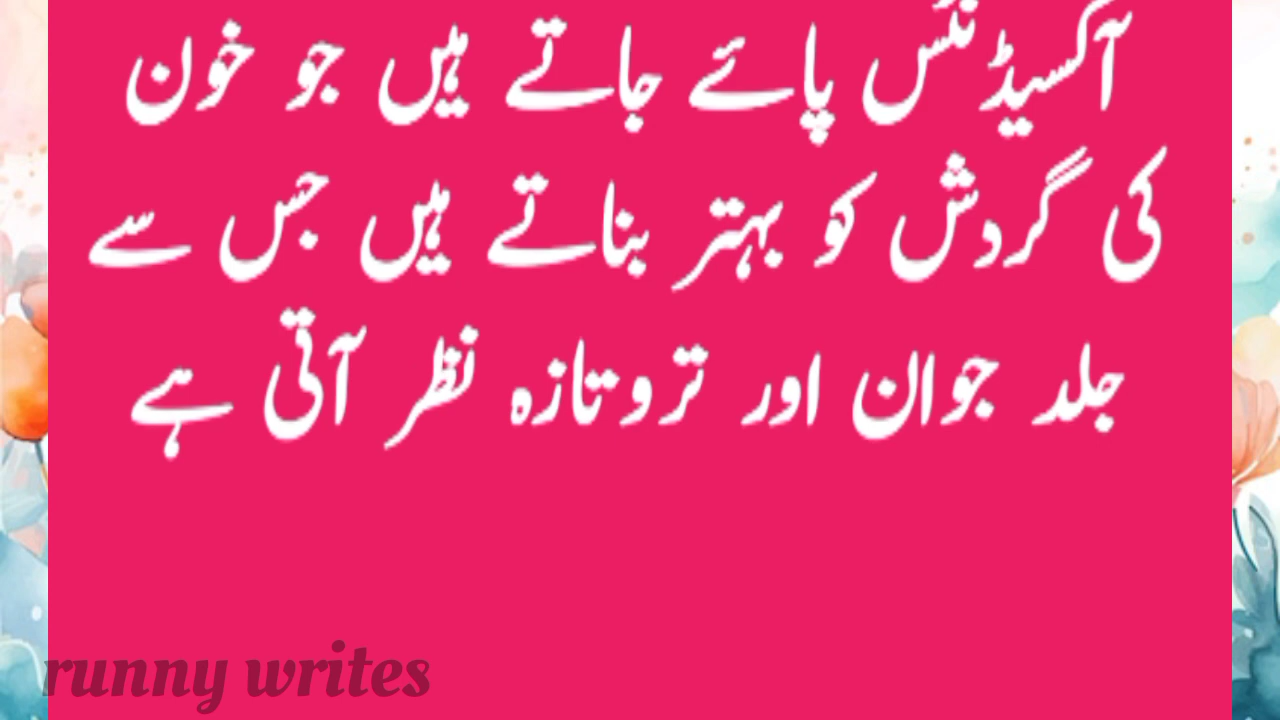 آکسیڈنٹس پائے جاتے ہیں جو خون
کی گردش کو بہتر بناتے ہیں جس سے
جلد جوان اور تروتازہ نظر آتی ہے
runny writes